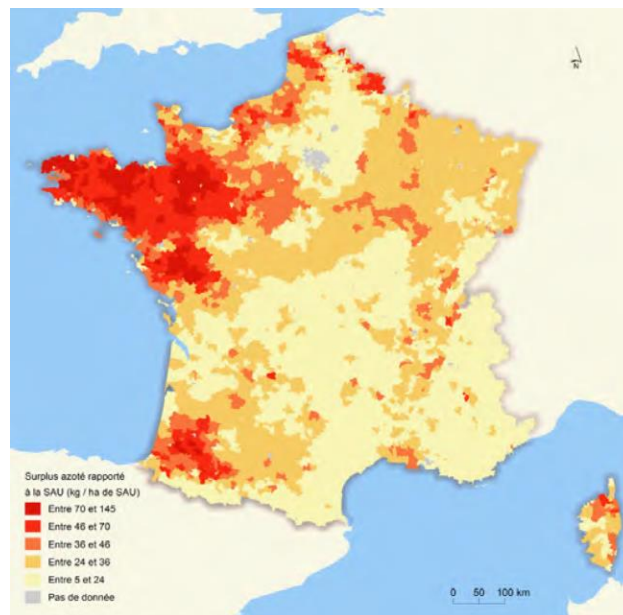 N
Surplus azoté rapporté
à la SAU (kg / ha de SAU)
Entre 70 et 145
Entre 46 et 70
Entre 36 et 46
Entre 24 et 36
Entre 5 et 24
Pas de donnée
0 50 100 km